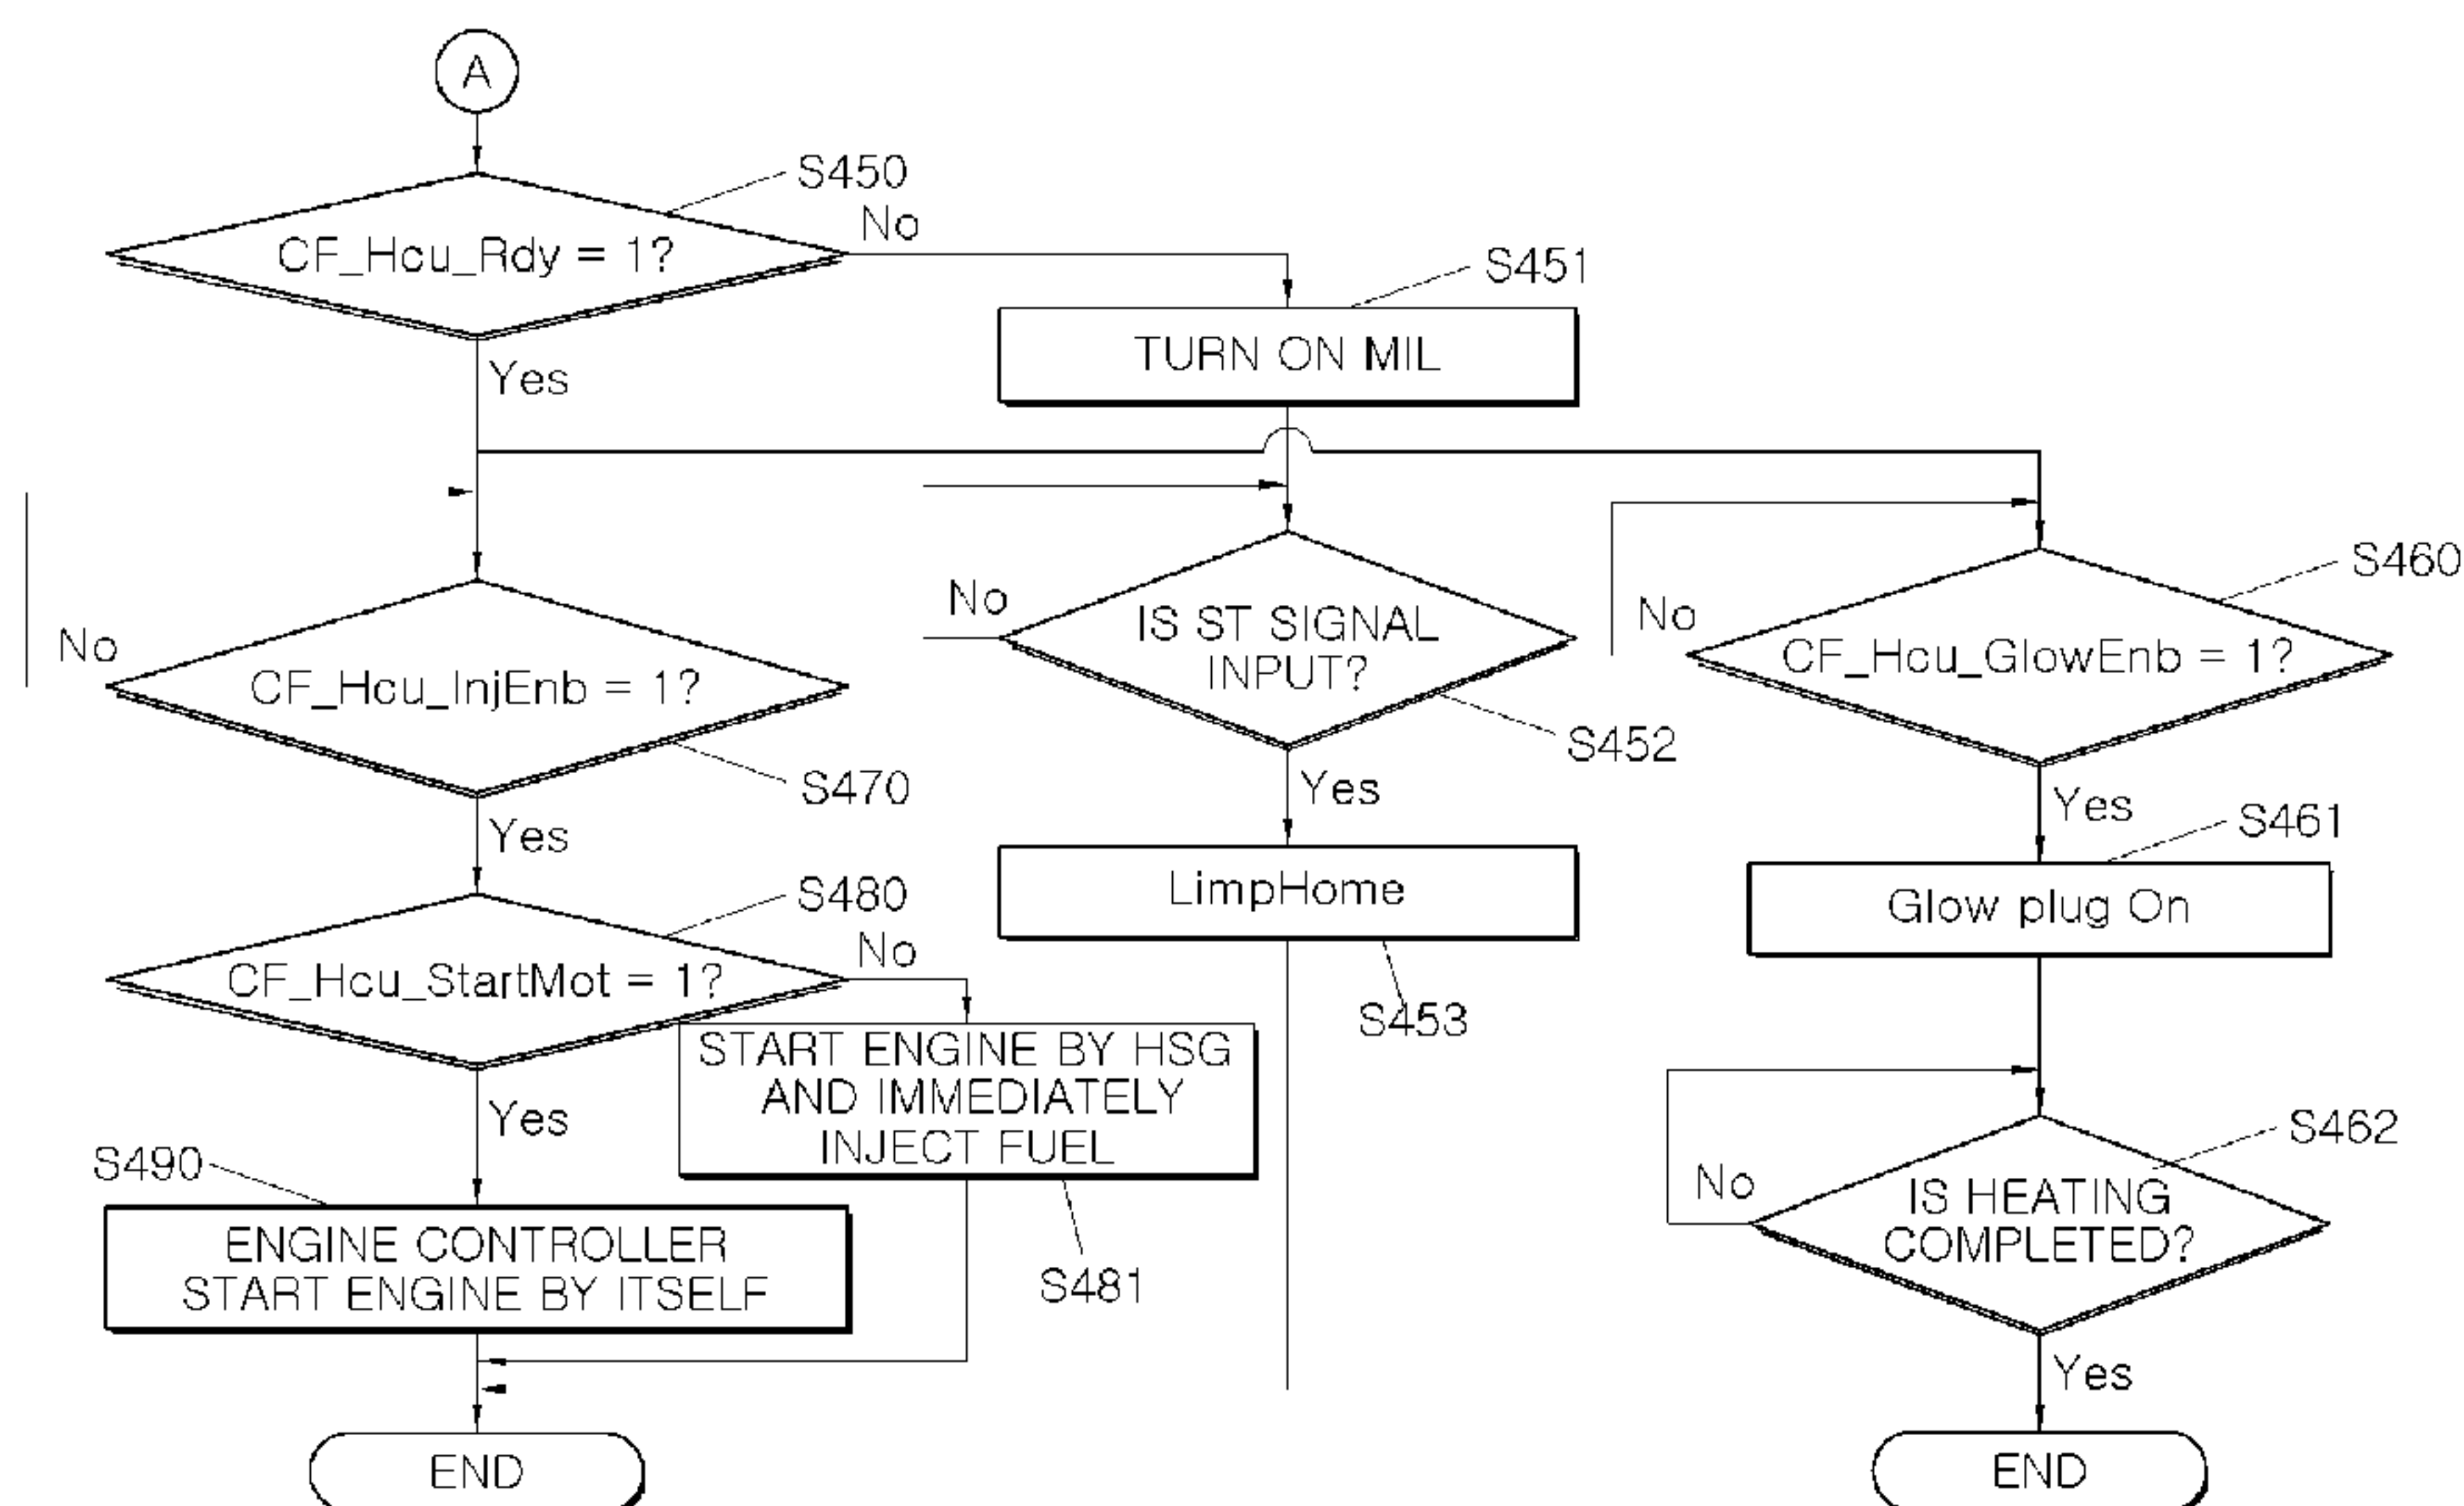 A
S450
CF_Hcu_Rdy = 1?
No
S451
TURN ON MIL
Yes
S460
No
IS ST SIGNAL
INPUT?
No
CF_Hcu_GlowEnb = 1?
No
CF_Hcu_InjEnb = 1?
S452
S470
Yes
Yes
Yes
S461
S480
LimpHome
Glow plug On
No
CF_Hcu_StartMot = 1?
S453
START ENGINE BY HSG
AND IMMEDIATELY
INJECT FUEL
Yes
S462
S490
No
IS HEATING
COMPLETED?
ENGINE CONTROLLER
START ENGINE BY ITSELF
S481
Yes
END
END